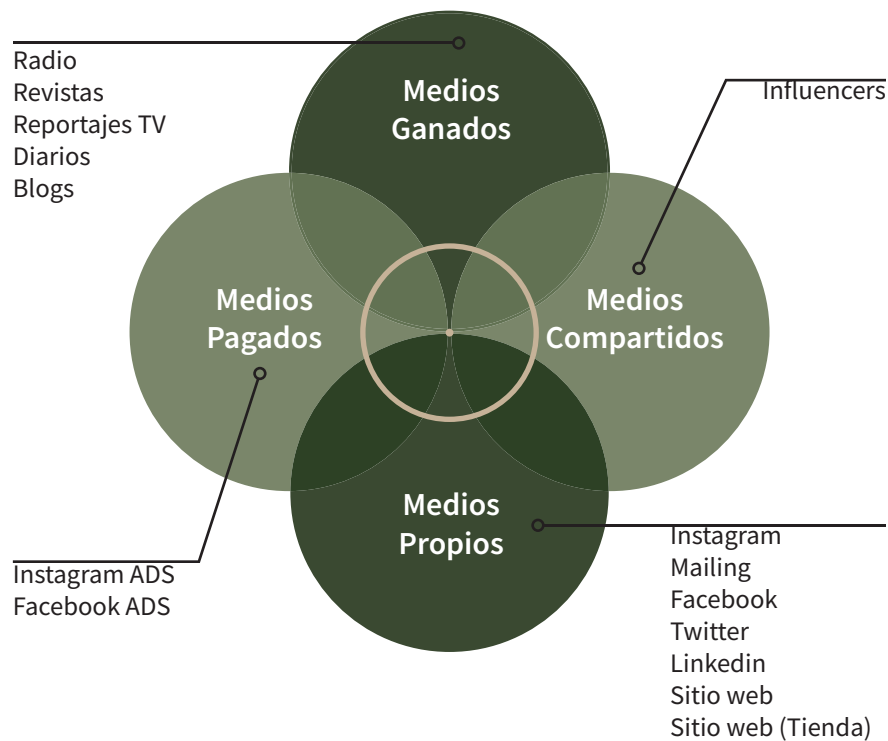 Radio
Revistas
Reportajes TV
Diarios
Blogs
Medios
Ganados
Influencers
Medios
Pagados
Medios
Compartidos
Medios
Propios
Instagram ADS
Facebook ADS
Instagram
Mailing
Facebook
Twitter
Linkedin
Sitio web
Sitio web (Tienda)